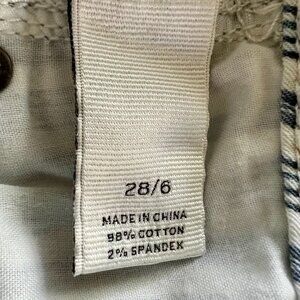 28/6
MADE IN CHINA
98% COTTON
2% SPANDEX